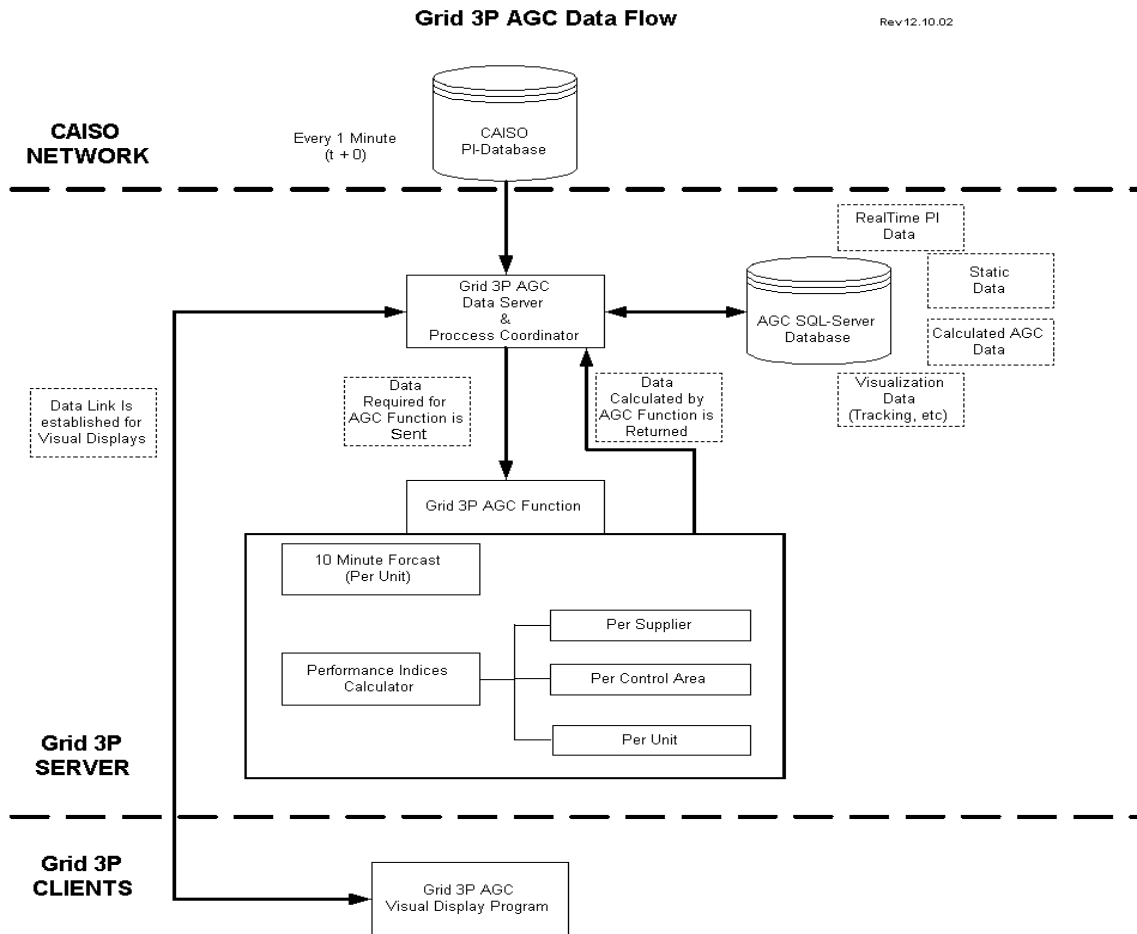 Grid 3P AGC Data Flow
Rev12.10.02
CAISO
NETWORK
Every 1 Minute
(t + 0)
CAISO
PI-Database
RealTime PI
Data
Static
Data
Calculated AGC
Data
Visualization
Data
(Tracking, etc)
AGC SQL-Server
Database
Grid 3P AGC
Data Server
&
Proccess Coordinator
Data Link Is
established for
Visual Displays
Data
Required for
AGC Function is
Sent
Data
Calculated by
AGC Function is
Returned
Grid 3P AGC Function
10 Minute Forcast
(Per Unit)
Performance Indices
Calculator
Per Supplier
Per Control Area
Per Unit
Grid 3P
SERVER
Grid 3P
CLIENTS
Grid 3P AGC
Visual Display Program